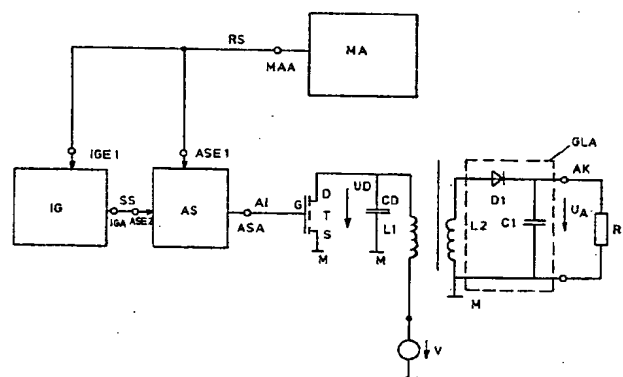 RS
MA
MAA
IGE1
ASE1
GLA
AK
IG
SS
IGA
ASE2
AS
AI
ASA
G
D
T
S
M
UD
CD
M
L1
L2
D1
C1
UA
R
M
V